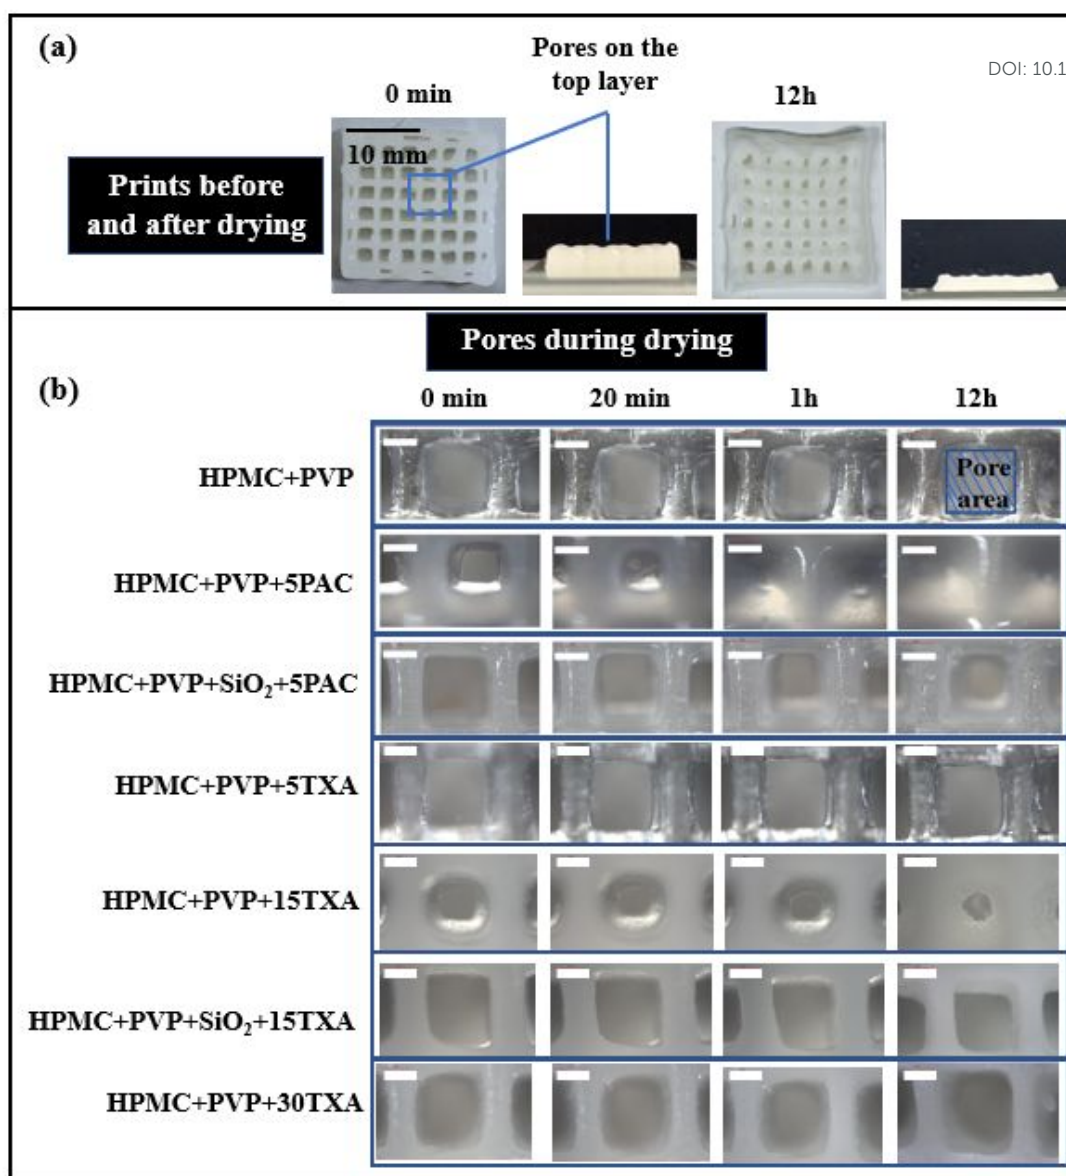 (a)
Pores on the
top layer
DOI: 10.1
0 min
12h
10 mm
Prints before
and after drying
Pores during drying
(b)
0 min
20 min
1h
12h
HPMC+PVP
Pore
area
HPMC+PVP+5PAC
HPMC+PVP+SiO₂+5PAC
HPMC+PVP+5TXA
HPMC+PVP+15TXA
HPMC+PVP+SiO₂+15TXA
HPMC+PVP+30TXA